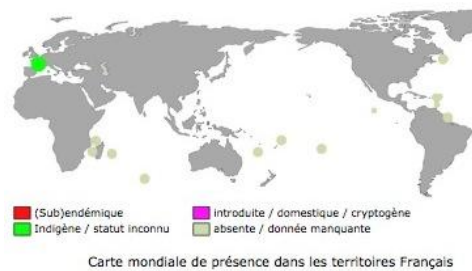 (Sub)endémique
introduite / domestique / cryptogène
Indigène / statut inconnu
absente / donnée manquante
Carte mondiale de présence dans les territoires Français